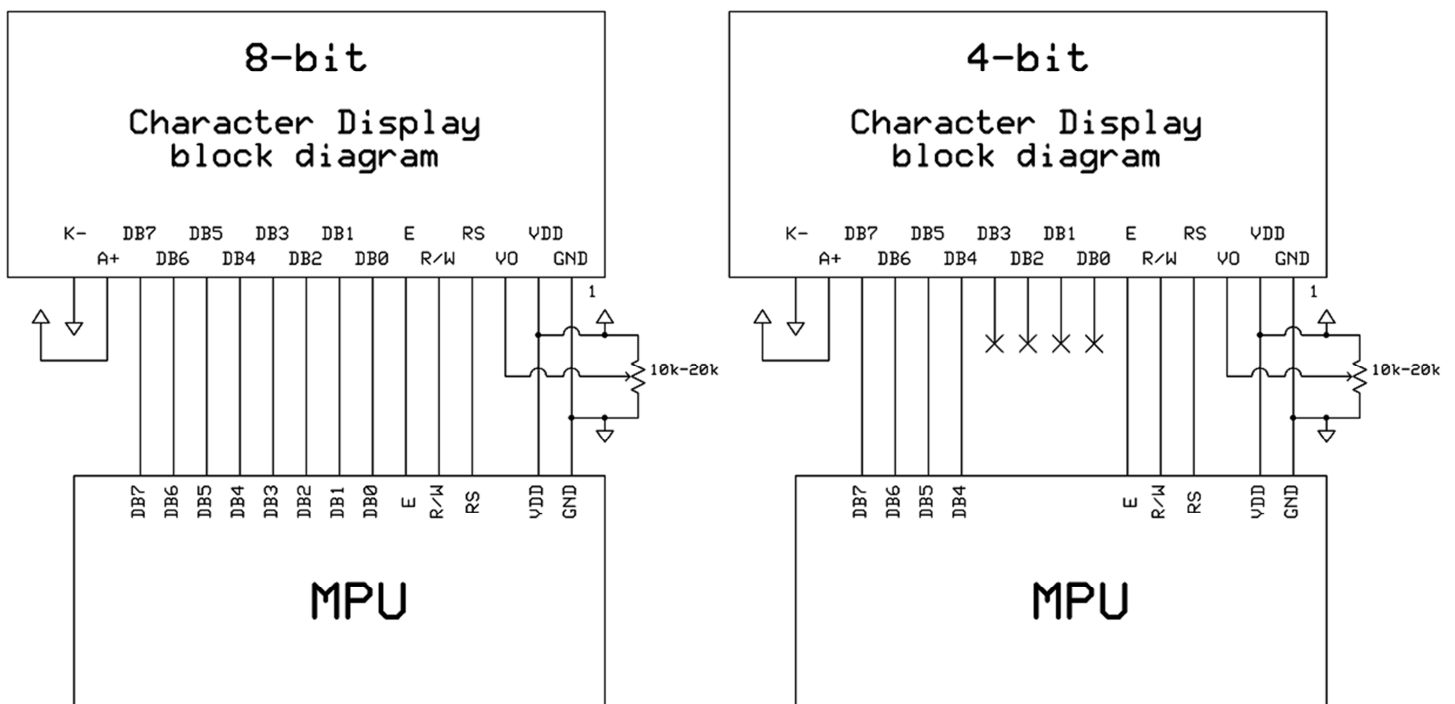 8-bit
Character Display
block diagram
K- DB7 DB5 DB3 DB1 E RS VDD
A+ DB6 DB4 DB2 DB0 R/W VO GND
1
10k-20k
DB7 DB6 DB5 DB4 DB3 DB2 DB1 DB0 E R/W RS VDD GND
MPU
4-bit
Character Display
block diagram
K- DB7 DB5 DB3 DB1 E RS VDD
A+ DB6 DB4 DB2 DB0 R/W VO GND
1
10k-20k
DB7 DB6 DB5 DB4 E R/W RS VDD GND
MPU